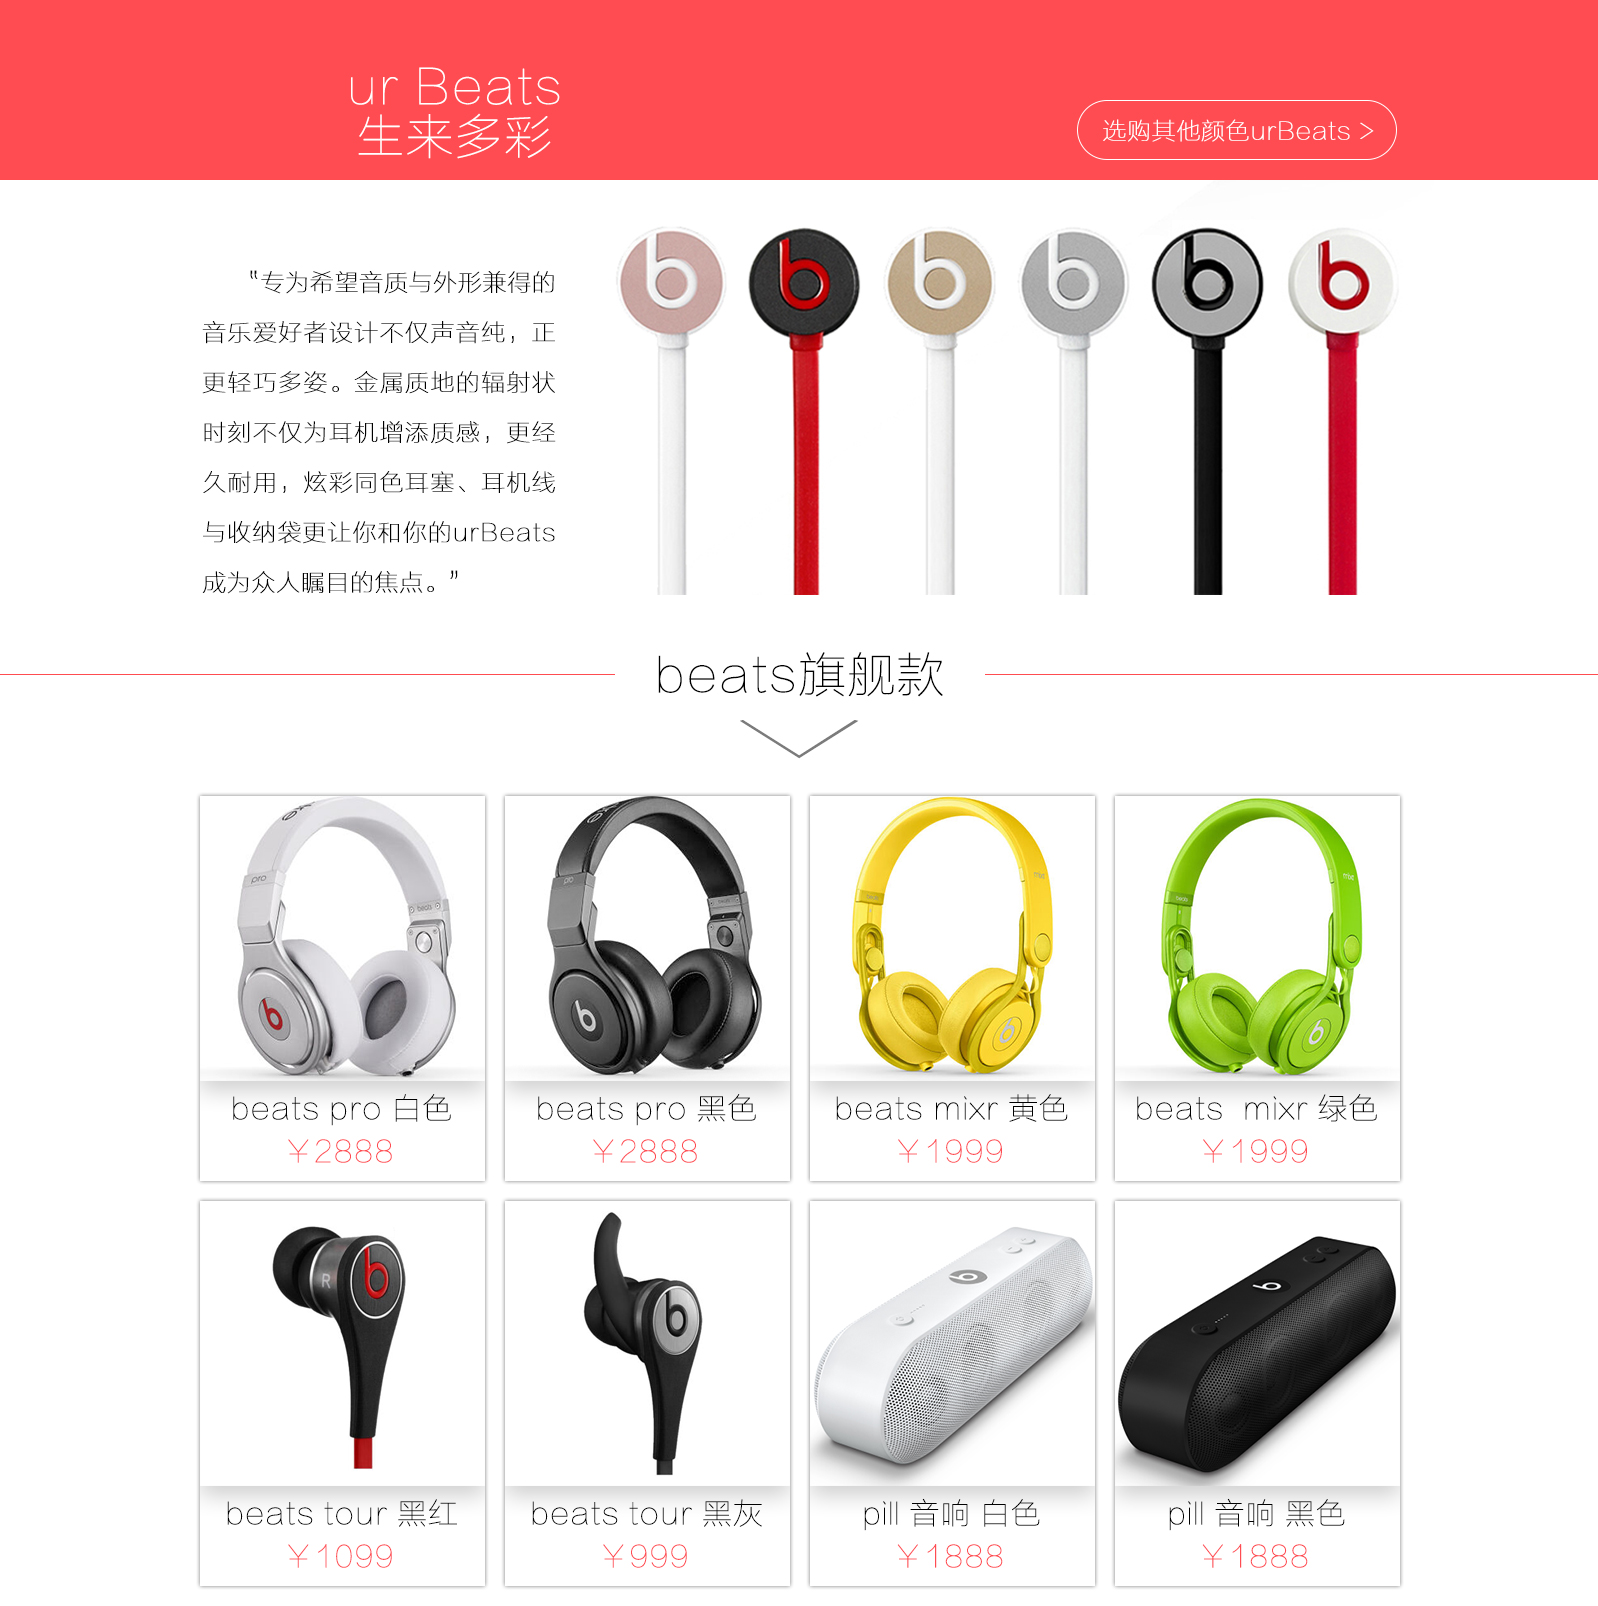 ur Beats
生来多彩
选购其他颜色urBeats >
“专为希望音质与外形兼得的
音乐爱好者设计不仅声音纯，正
更轻巧多姿。金属质地的辐射状
时刻不仅为耳机增添质感，更经
久耐用，炫彩同色耳塞、耳机线
与收纳袋更让你和你的urBeats
成为众人瞩目的焦点。”
beats旗舰款
pro
beats
pro
mixr
beats
mixr
beats
beats pro 白色
￥2888
beats pro 黑色
￥2888
beats mixr 黄色
￥1999
beats mixr 绿色
￥1999
R
beats tour 黑红
￥1099
beats tour 黑灰
￥999
pill 音响 白色
￥1888
pill 音响 黑色
￥1888